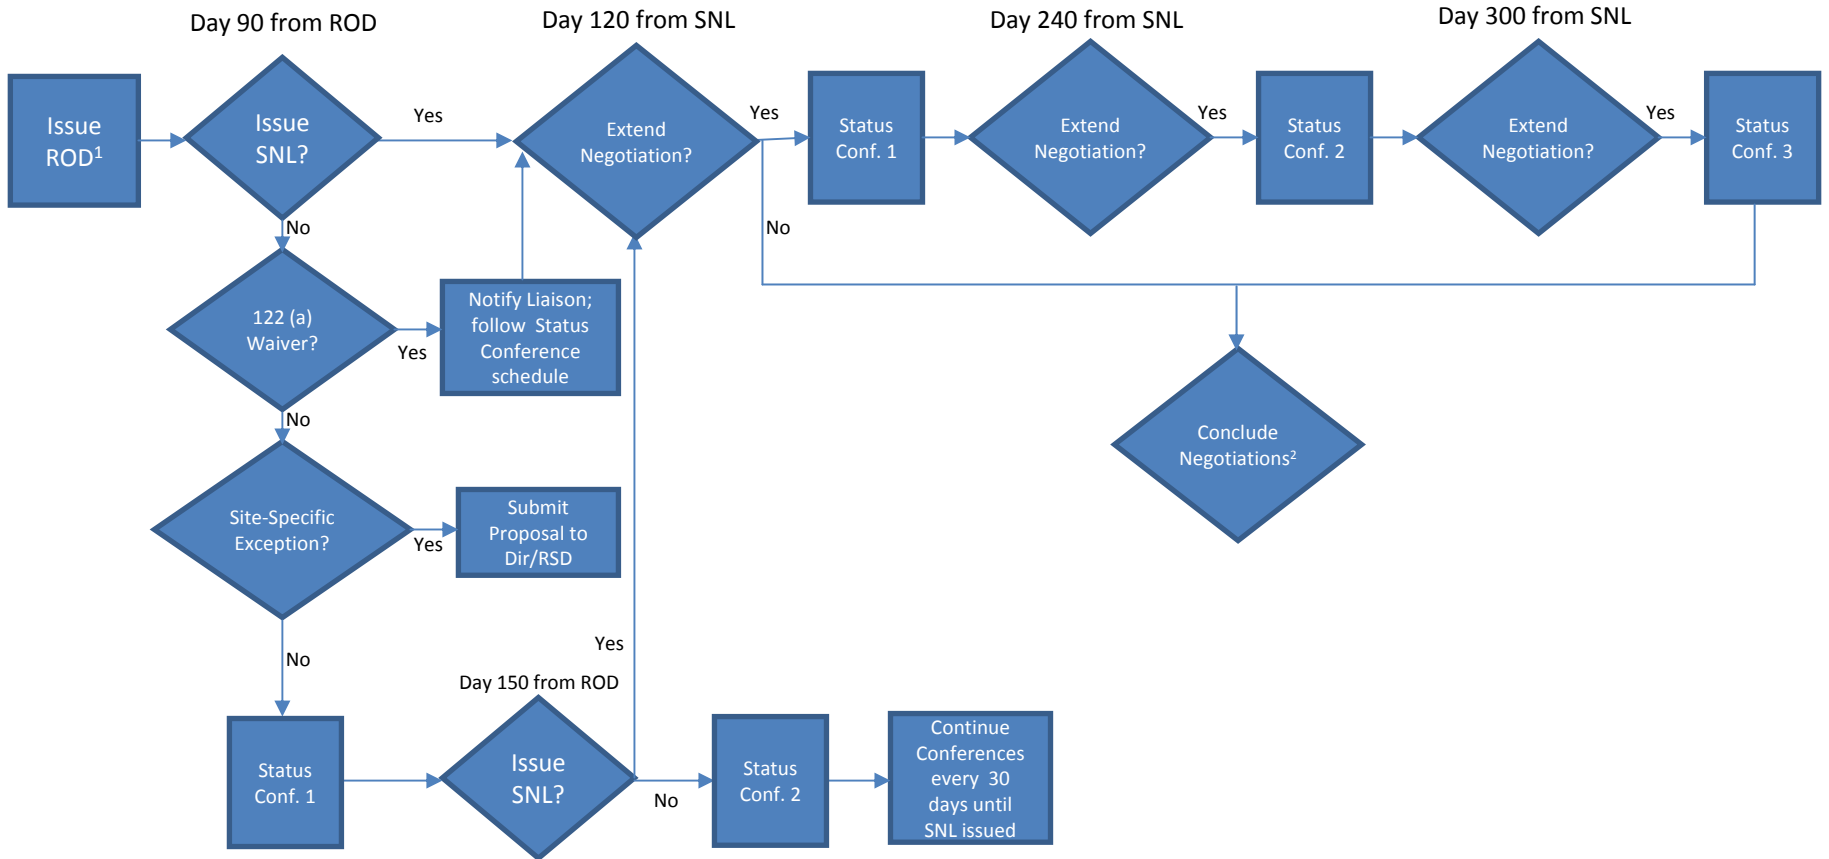 Day 90 from ROD
Day 120 from SNL
Day 240 from SNL
Day 300 from SNL
Issue
ROD¹
Issue
SNL?
Yes
Extend
Negotiation?
Yes
Status
Conf. 1
Extend
Negotiation?
Yes
Status
Conf. 2
Extend
Negotiation?
Yes
Status
Conf. 3
No
No
122 (a)
Waiver?
Yes
Notify Liaison;
follow Status
Conference
schedule
Conclude
Negotiations²
No
Site-Specific
Exception?
Yes
Submit
Proposal to
Dir/RSD
No
Yes
Day 150 from ROD
Status
Conf. 1
Issue
SNL?
No
Status
Conf. 2
Continue
Conferences
every 30
days until
SNL issued